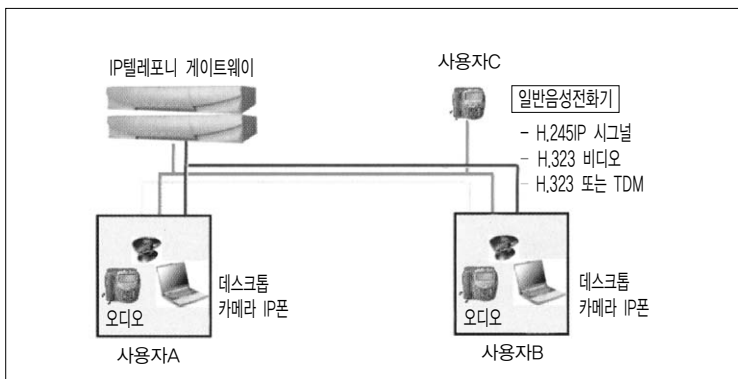 IP텔레포니 게이트웨이
사용자C
일반음성전화기
- H.245IP 시그널
- H.323 비디오
- H.323 또는 TDM
오디오
데스크톱
카메라 IP폰
사용자A
오디오
데스크톱
카메라 IP폰
사용자B